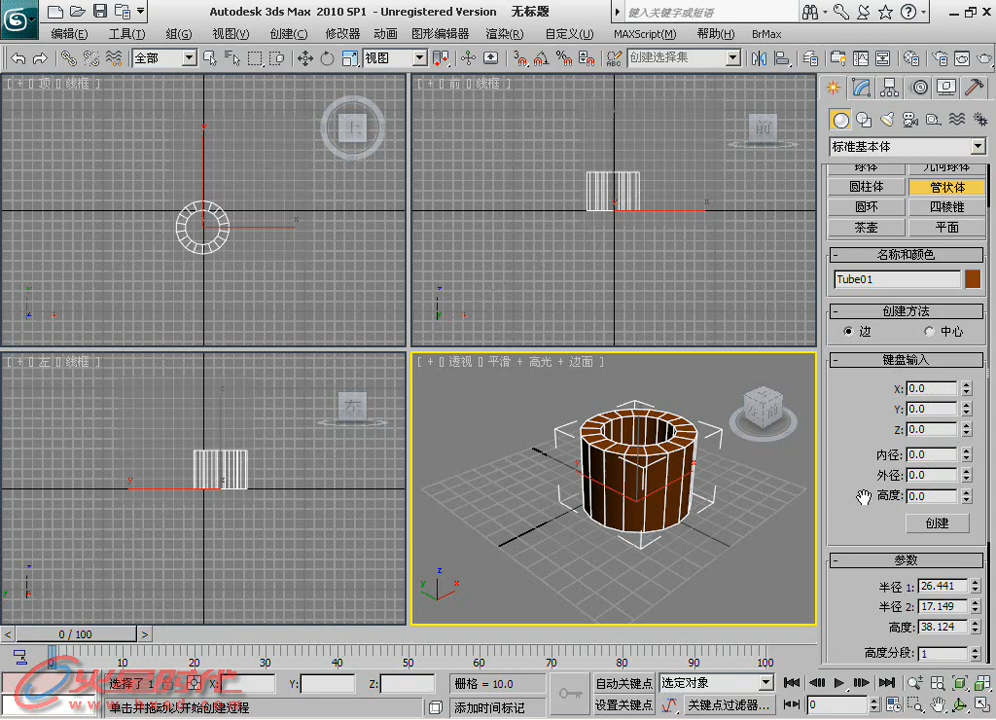 Autodesk 3ds Max 2010 SP1 - Unregistered Version 无标题
键入关键字或短语
编辑(E) 工具(T) 组(G) 视图(V) 创建(C) 修改器 动画 图形编辑器 渲染(R) 自定义(U) MAXScript(M) 帮助(H) BrMax
全部 视图 创建选择集
[ + [] 顶 [] 线框 ]
上
[ + [] 前 [] 线框 ]
前
标准基本体
球体 几何球体
圆柱体 管状体
圆环 四棱锥
茶壶 平面
- 名称和颜色
Tube01
- 创建方法
边 中心
- 键盘输入
X: 0.0
Y: 0.0
Z: 0.0
内径: 0.0
外径: 0.0
高度: 0.0
创建
- 参数
半径 1: 26.441
半径 2: 17.149
高度: 38.124
高度分段: 1
[ + [] 左 [] 线框 ]
左
[ + [] 透视 [] 平滑 + 高光 + 边面 ]
< 0 / 100 >
0 10 20 30 40 50 60 70 80 90 100
选择了 1 X: Y: Z: 栅格 = 10.0 自动关键点 选定对象
单击并拖动以开始创建过程 添加时间标记 设置关键点 关键点过滤器... 0